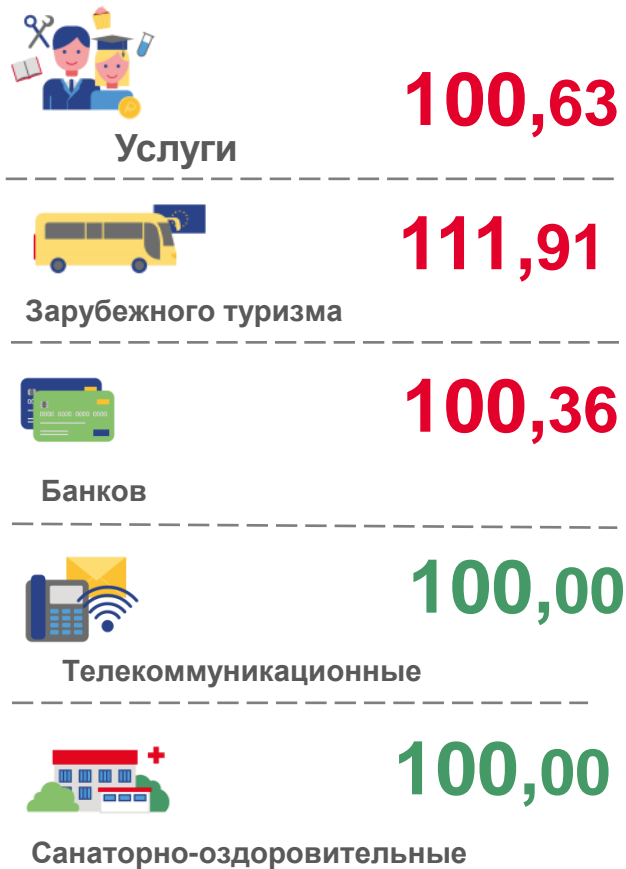 100,63
Услуги
111,91
Зарубежного туризма
100,36
Банков
100,00
Телекоммуникационные
100,00
Санаторно-оздоровительные